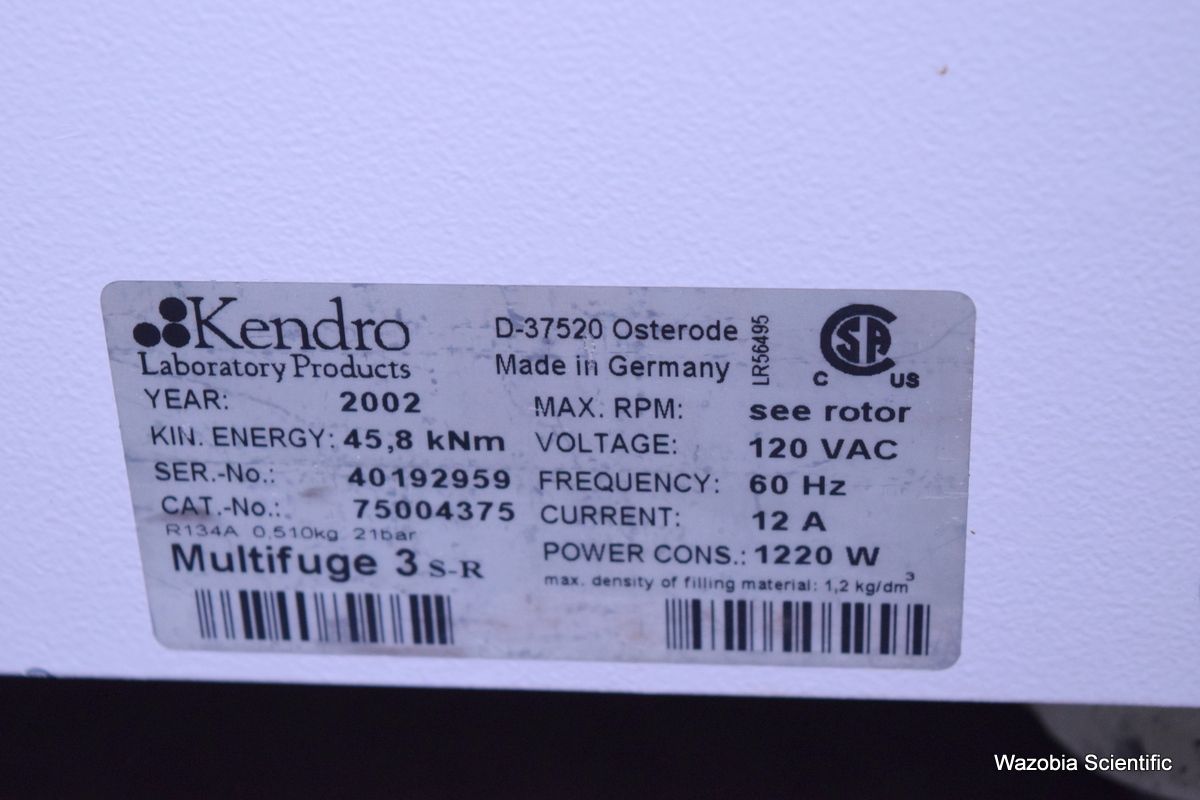 Kendro
Laboratory Products
D-37520 Osterode
Made in Germany
LR56495
CSA
C US
YEAR: 2002
KIN. ENERGY: 45,8 kNm
SER.-No.: 40192959
CAT.-No.: 75004375
R134A 0,510kg 21bar
Multifuge 3 S-R
MAX. RPM: see rotor
VOLTAGE: 120 VAC
FREQUENCY: 60 Hz
CURRENT: 12 A
POWER CONS.: 1220 W
max. density of filling material: 1,2 kg/dm³
Wazobia Scientific